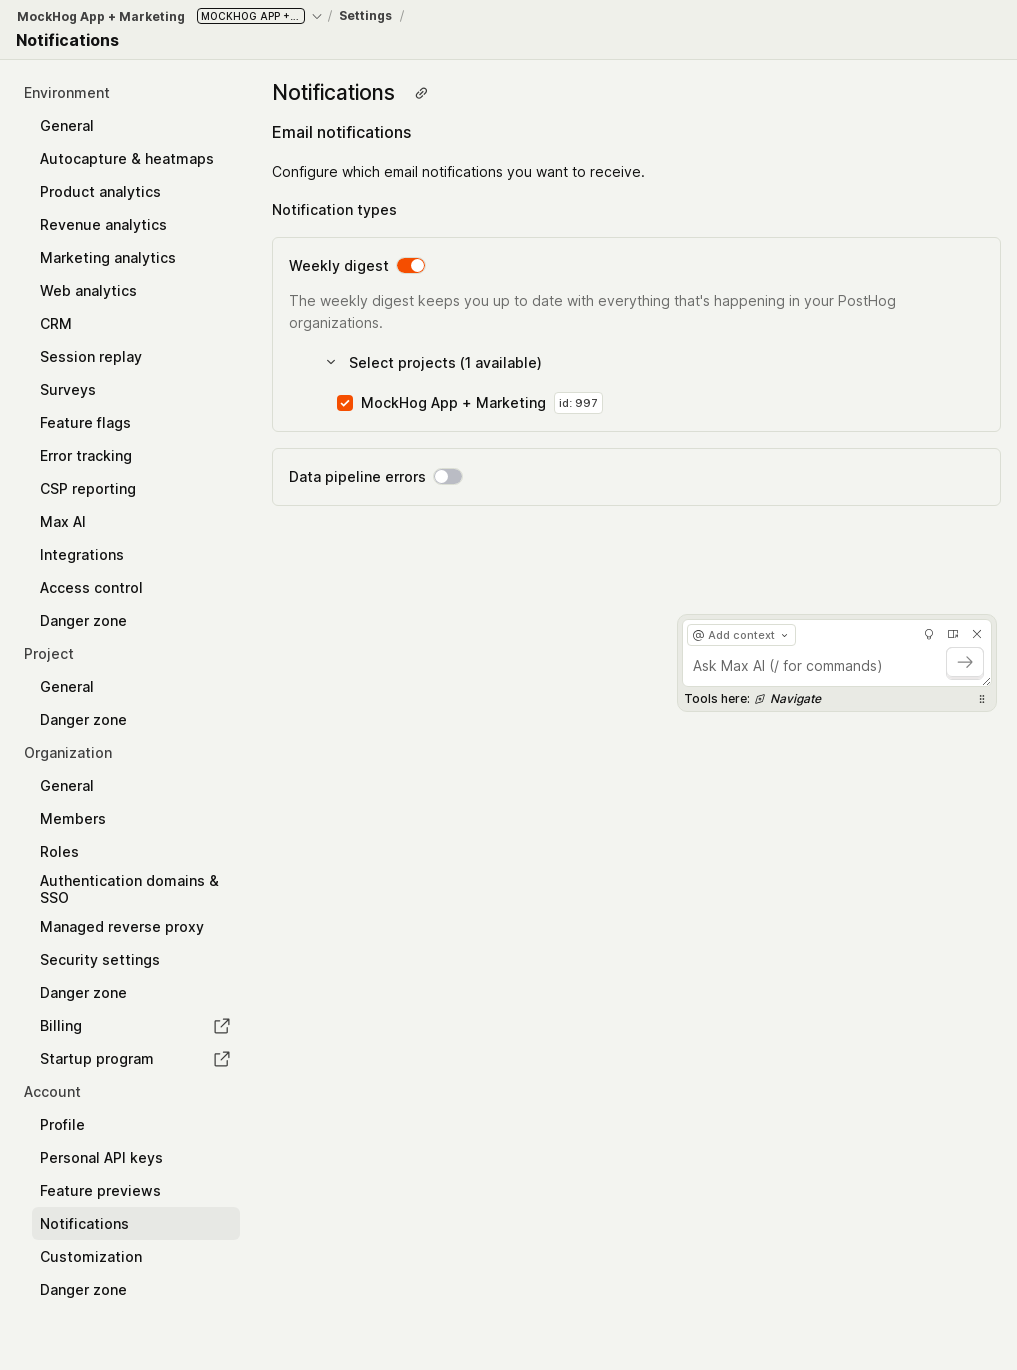 MockHog App + Marketing MOCKHOG APP +... / Settings /
Notifications
Environment
General
Autocapture & heatmaps
Product analytics
Revenue analytics
Marketing analytics
Web analytics
CRM
Session replay
Surveys
Feature flags
Error tracking
CSP reporting
Max AI
Integrations
Access control
Danger zone
Project
General
Danger zone
Organization
General
Members
Roles
Authentication domains &
SSO
Managed reverse proxy
Security settings
Danger zone
Billing
Startup program
Account
Profile
Personal API keys
Feature previews
Notifications
Customization
Danger zone
Notifications
Email notifications
Configure which email notifications you want to receive.
Notification types
Weekly digest
The weekly digest keeps you up to date with everything that's happening in your PostHog
organizations.
Select projects (1 available)
MockHog App + Marketing id: 997
Data pipeline errors
@ Add context
Ask Max AI (/ for commands)
Tools here: Navigate